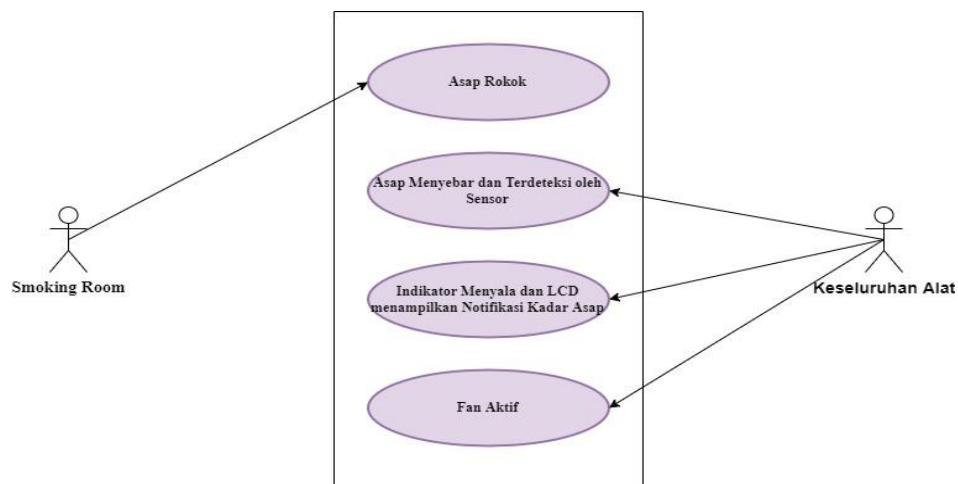 Asap Rokok
Asap Menyebar dan Terdeteksi oleh
Sensor
Smoking Room
Keseluruhan Alat
Indikator Menyala dan LCD
menampilkan Notifikasi Kadar Asap
Fan Aktif